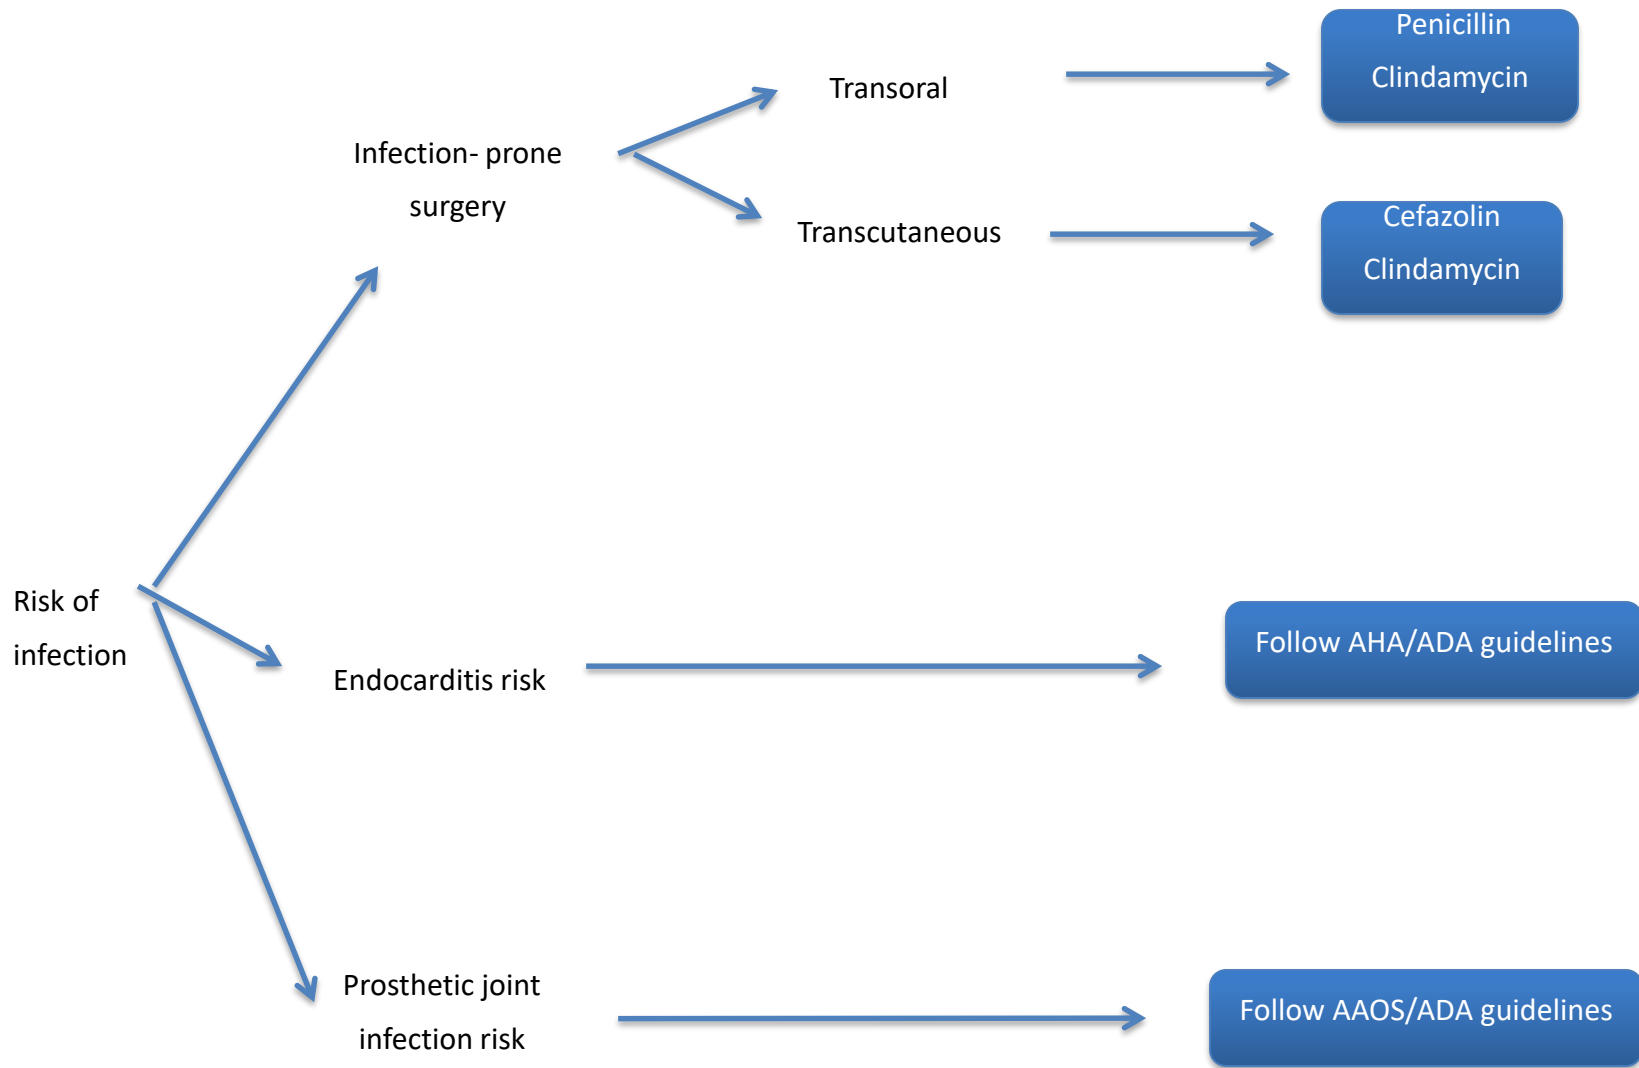 Penicillin
Clindamycin
Transoral
Infection- prone
surgery
Transcutaneous
Cefazolin
Clindamycin
Risk of
infection
Endocarditis risk
Follow AHA/ADA guidelines
Prosthetic joint
infection risk
Follow AAOS/ADA guidelines